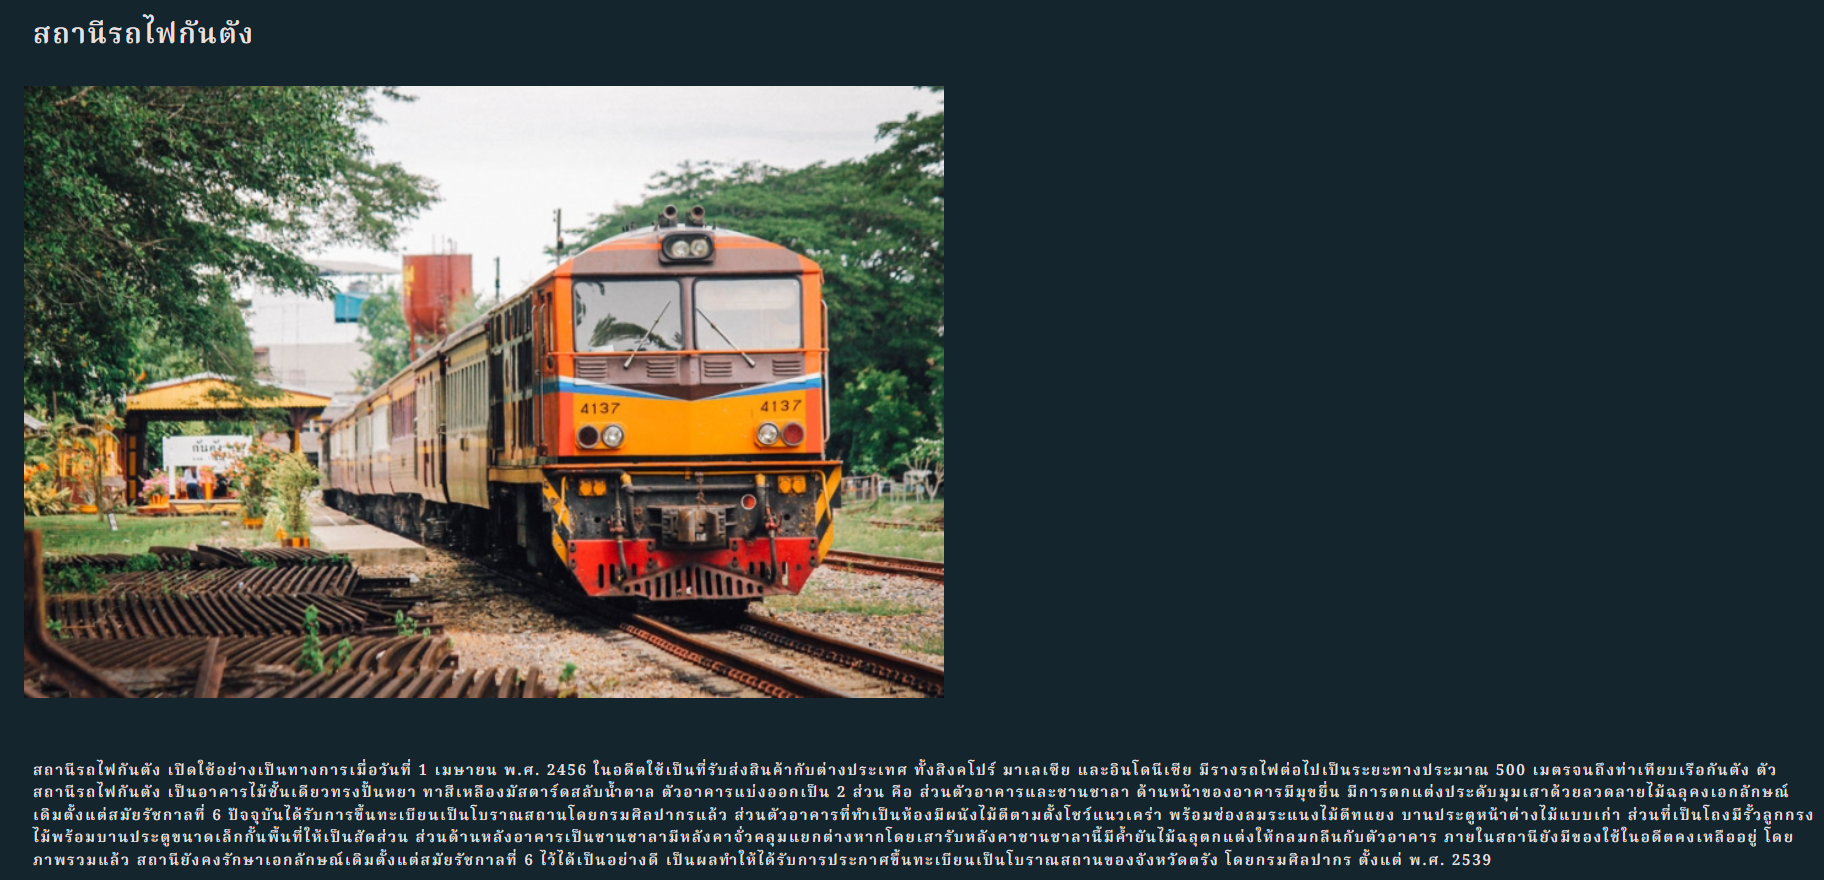 สถานีรถไฟกันตัง
4137
4137
กันตัง
สถานีรถไฟกันตัง เปิดใช้อย่างเป็นทางการเมื่อวันที่ 1 เมษายน พ.ศ. 2456 ในอดีตใช้เป็นที่รับส่งสินค้ากับต่างประเทศ ทั้งสิงคโปร์ มาเลเซีย และอินโดนีเซีย มีรางรถไฟต่อไปเป็นระยะทางประมาณ 500 เมตรจนถึงท่าเทียบเรือกันตัง ตัว
สถานีรถไฟกันตัง เป็นอาคารไม้ชั้นเดียวทรงปั้นหยา ทาสีเหลืองมัสตาร์ดสลับน้ำตาล ตัวอาคารแบ่งออกเป็น 2 ส่วน คือ ส่วนตัวอาคารและชานชาลา ด้านหน้าของอาคารมีมุขยื่น มีการตกแต่งประดับมุมเสาด้วยลวดลายไม้ฉลุคงเอกลักษณ์
เดิมตั้งแต่สมัยรัชกาลที่ 6 ปัจจุบันได้รับการขึ้นทะเบียนเป็นโบราณสถานโดยกรมศิลปากรแล้ว ส่วนตัวอาคารที่ทำเป็นห้องมีผนังไม้ตีตามตั้งโชว์แนวเคร่า พร้อมช่องลมระแนงไม้ตีทแยง บานประตูหน้าต่างไม้แบบเก่า ส่วนที่เป็นโถงมีรั้วลูกกรง
ไม้พร้อมบานประตูขนาดเล็กกั้นพื้นที่ให้เป็นสัดส่วน ส่วนด้านหลังอาคารเป็นชานชาลามีหลังคาจั่วคลุมแยกต่างหากโดยเสารับหลังคาชานชาลานี้มีค้ำยันไม้ฉลุตกแต่งให้กลมกลืนกับตัวอาคาร ภายในสถานียังมีของใช้ในอดีตคงเหลืออยู่ โดย
ภาพรวมแล้ว สถานียังคงรักษาเอกลักษณ์เดิมตั้งแต่สมัยรัชกาลที่ 6 ไว้ได้เป็นอย่างดี เป็นผลทำให้ได้รับการประกาศขึ้นทะเบียนเป็นโบราณสถานของจังหวัดตรัง โดยกรมศิลปากร ตั้งแต่ พ.ศ. 2539